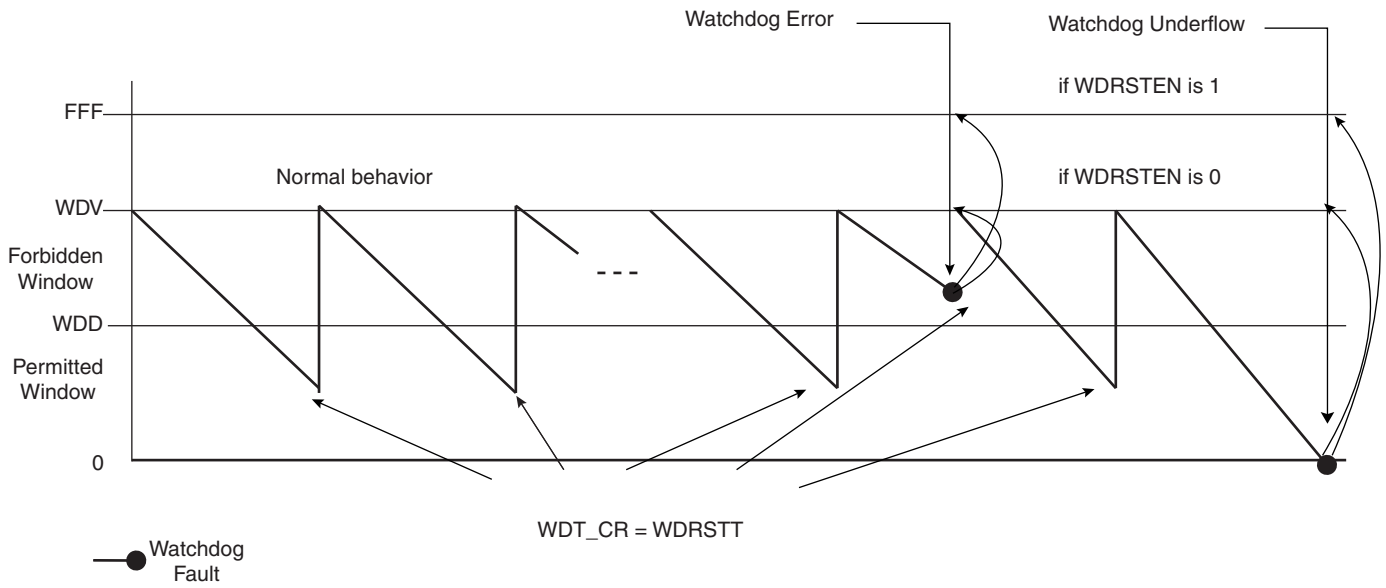 Watchdog Error
Watchdog Underflow
if WDRSTEN is 1
FFF
Normal behavior
if WDRSTEN is 0
WDV
Forbidden
Window
WDD
Permitted
Window
0
WDT_CR = WDRSTT
Watchdog
Fault